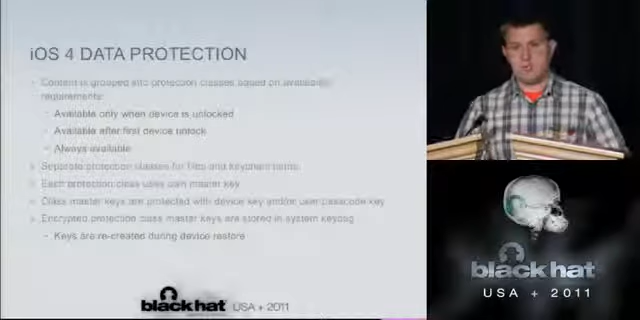 iOS 4 DATA PROTECTION
Content is grouped into protection classes based on availability
requirements:
Available only when device is unlocked
Available after first device unlock
Always available
Separate protection classes for files and keychain items
Each protection class uses own master key
Class master keys are protected with device key and/or user passcode key
Encrypted protection class master keys are stored in system keybag
Keys are re-created during device restore
black hat USA + 2011
black hat
USA + 2011